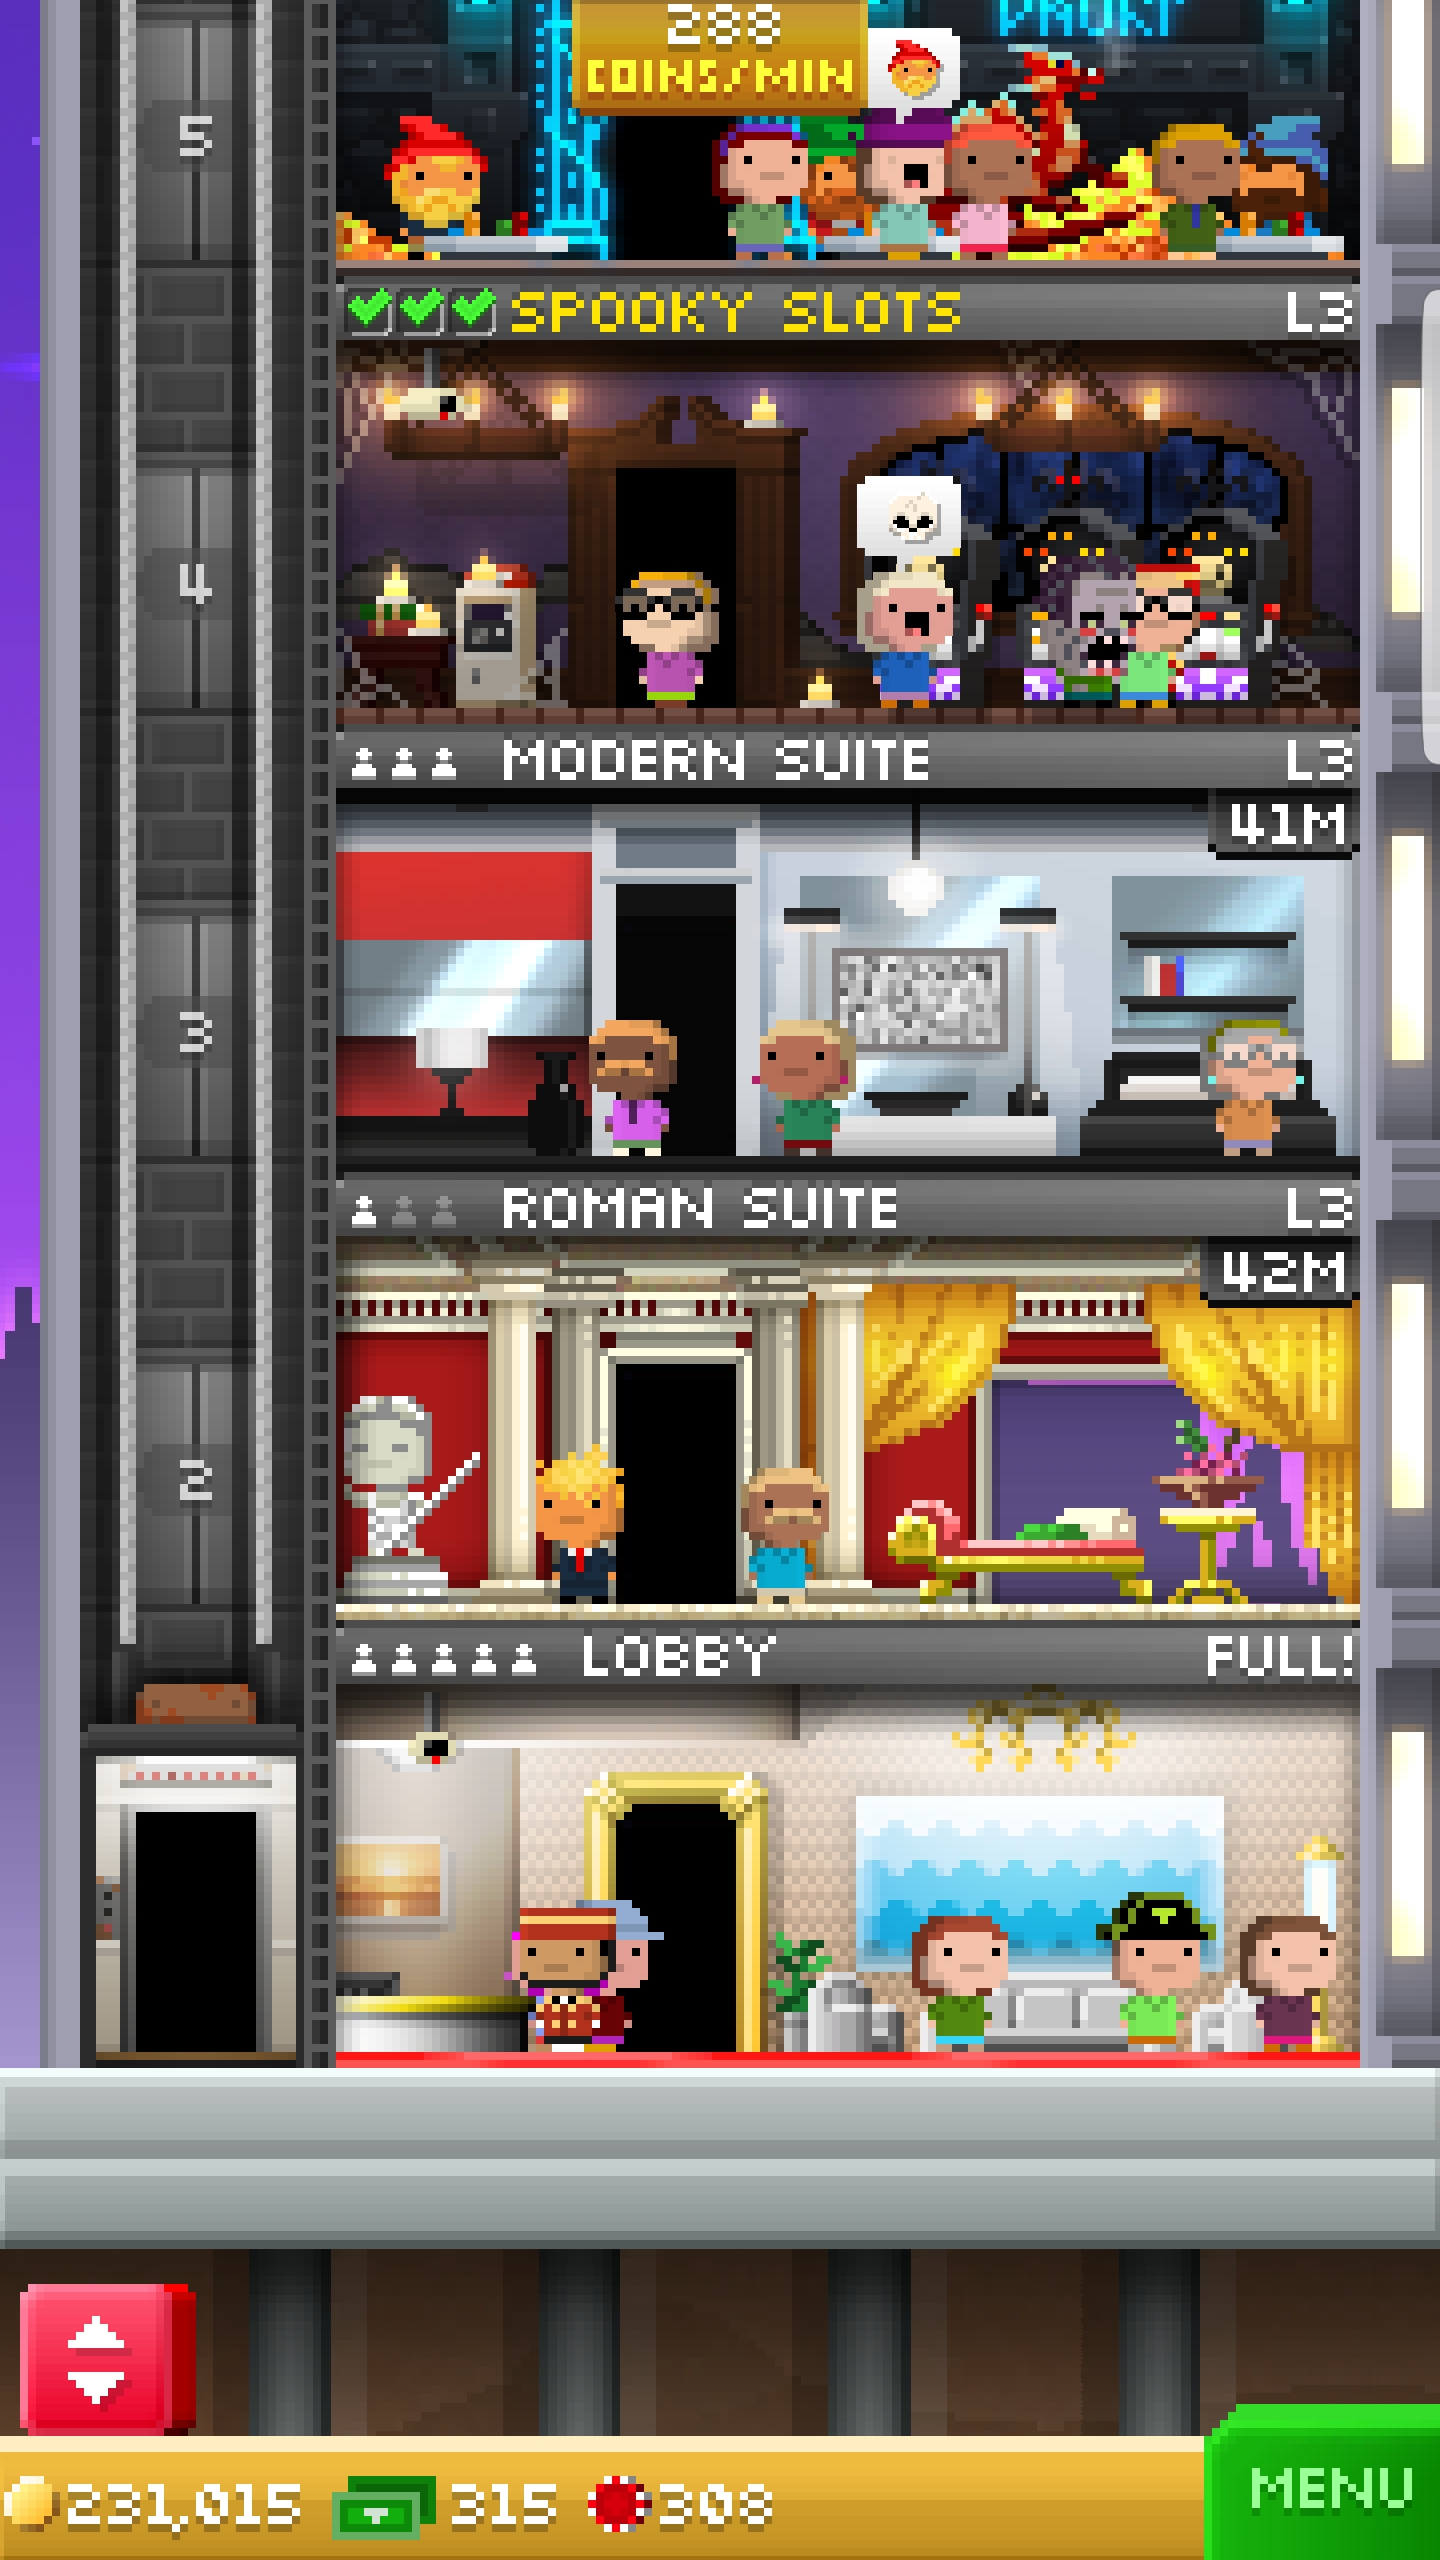 288
COINS/MIN
5
SPOOKY SLOTS L3
4
MODERN SUITE L3
41M
3
ROMAN SUITE L3
42M
2
LOBBY FULL!
231,015 315 308
MENU